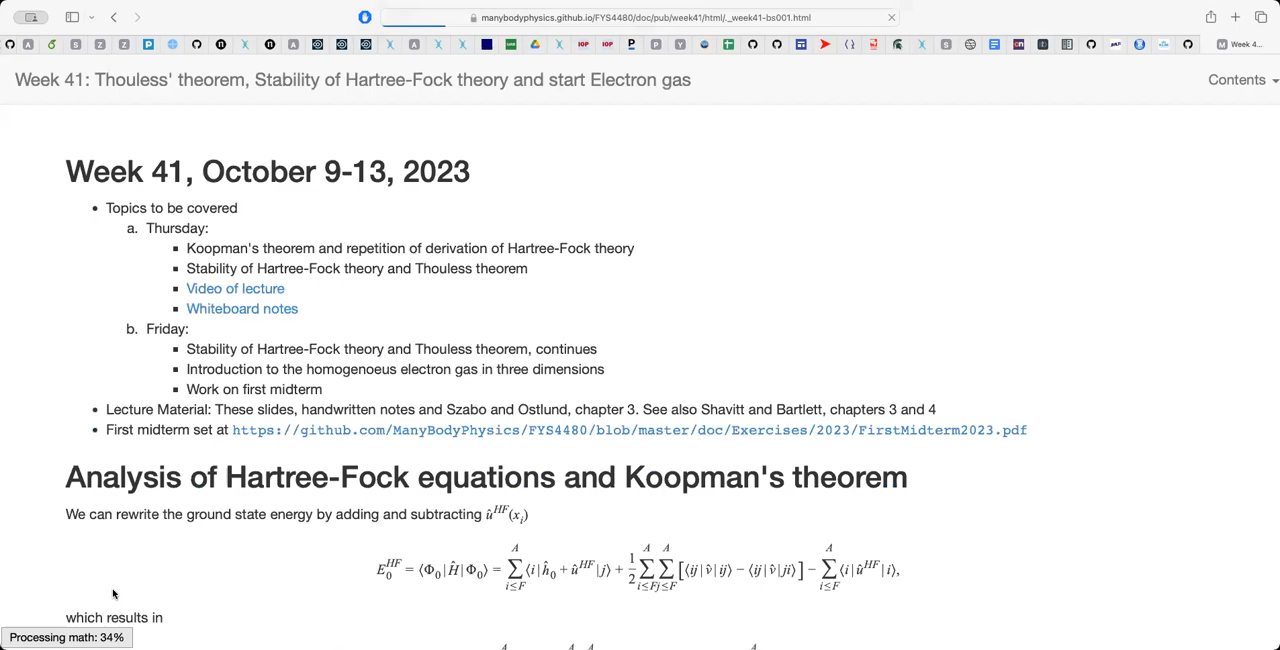 manybodyphysics.github.io/FYS4480/doc/pub/week41/html/._week41-bs001.html
Week 4...
Week 41: Thouless' theorem, Stability of Hartree-Fock theory and start Electron gas
Contents
Week 41, October 9-13, 2023
• Topics to be covered
a. Thursday:
▪ Koopman's theorem and repetition of derivation of Hartree-Fock theory
▪ Stability of Hartree-Fock theory and Thouless theorem
▪ Video of lecture
▪ Whiteboard notes
b. Friday:
▪ Stability of Hartree-Fock theory and Thouless theorem, continues
▪ Introduction to the homogenoeus electron gas in three dimensions
▪ Work on first midterm
• Lecture Material: These slides, handwritten notes and Szabo and Ostlund, chapter 3. See also Shavitt and Bartlett, chapters 3 and 4
• First midterm set at https://github.com/ManyBodyPhysics/FYS4480/blob/master/doc/Exercises/2023/FirstMidterm2023.pdf
Analysis of Hartree-Fock equations and Koopman's theorem
We can rewrite the ground state energy by adding and subtracting û^{HF}(x_i)
E_0^{HF} = ⟨Φ_0|Ĥ|Φ_0⟩ = ∑_{i≤F}^{A} ⟨i|ĥ_0 + û^{HF}|j⟩ + 1/2 ∑_{i≤F}^{A} ∑_{j≤F}^{A} [⟨ij|v̂|ij⟩ − ⟨ij|v̂|ji⟩] − ∑_{i≤F}^{A} ⟨i|û^{HF}|i⟩,
which results in
Processing math: 34%